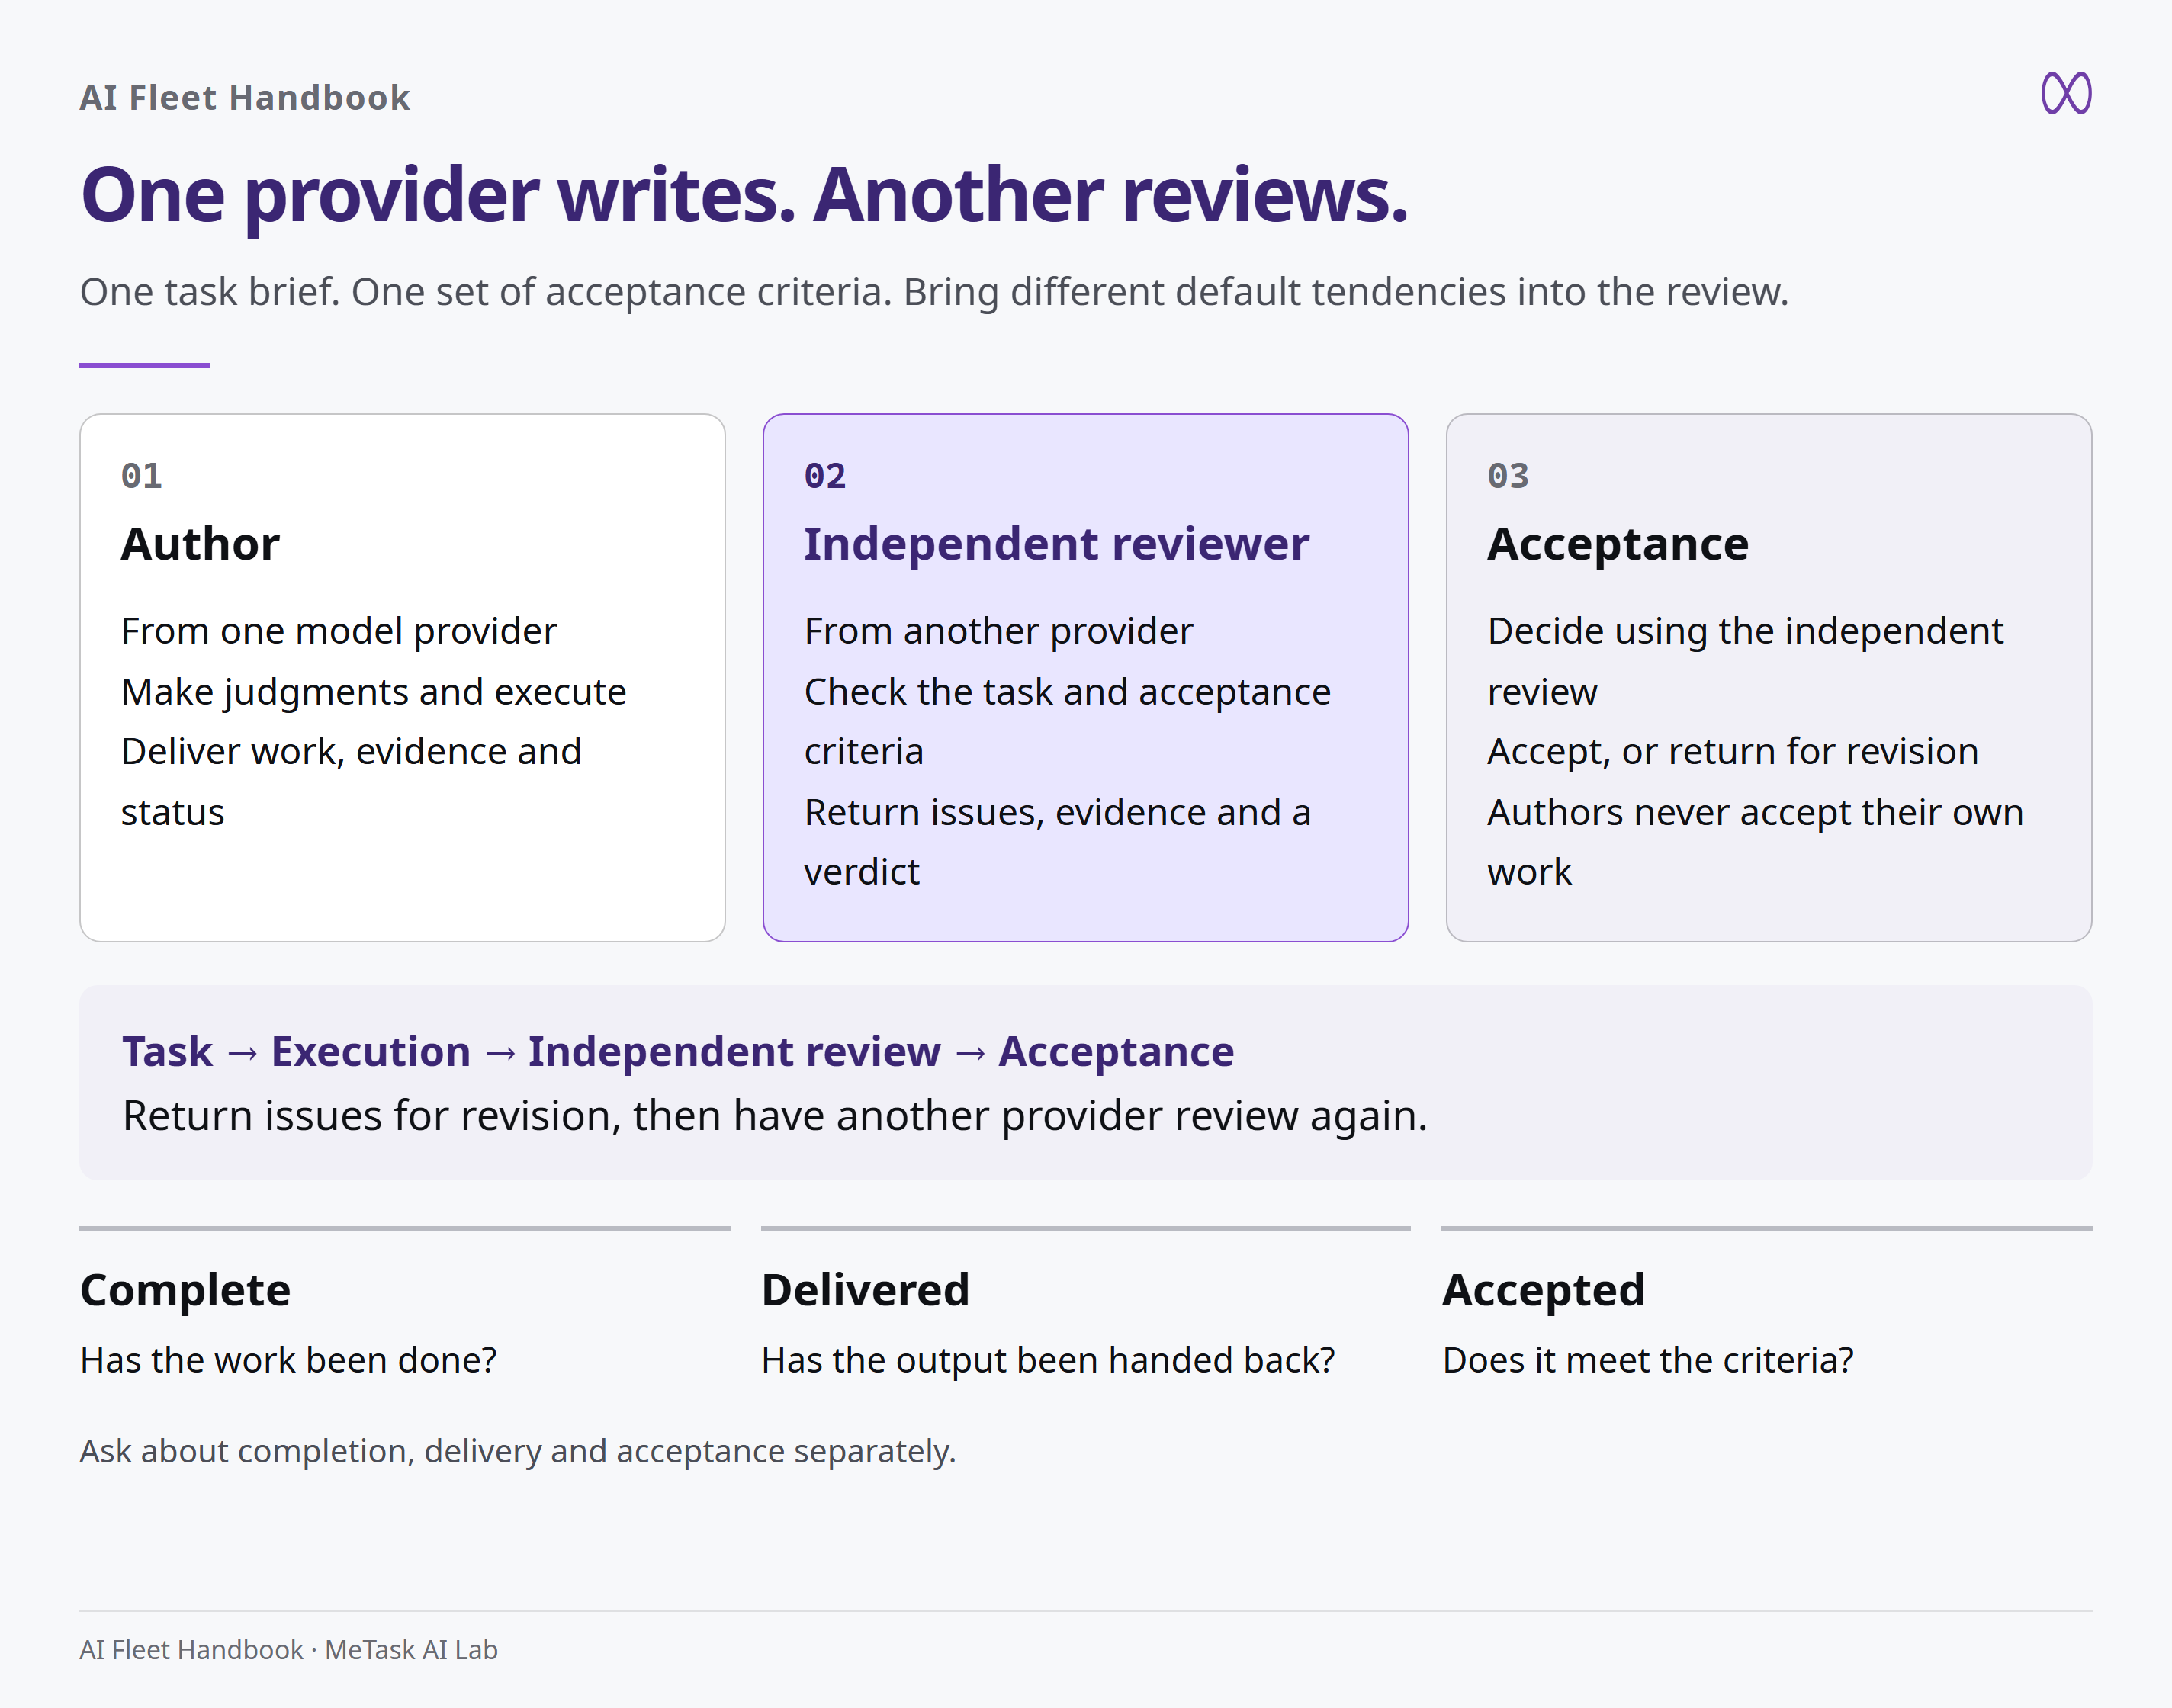 AI Fleet Handbook
One provider writes. Another reviews.
One task brief. One set of acceptance criteria. Bring different default tendencies into the review.
01
Author
From one model provider
Make judgments and execute
Deliver work, evidence and
status
02
Independent reviewer
From another provider
Check the task and acceptance
criteria
Return issues, evidence and a
verdict
03
Acceptance
Decide using the independent
review
Accept, or return for revision
Authors never accept their own
work
Task → Execution → Independent review → Acceptance
Return issues for revision, then have another provider review again.
Complete
Has the work been done?
Delivered
Has the output been handed back?
Accepted
Does it meet the criteria?
Ask about completion, delivery and acceptance separately.
AI Fleet Handbook · MeTask AI Lab